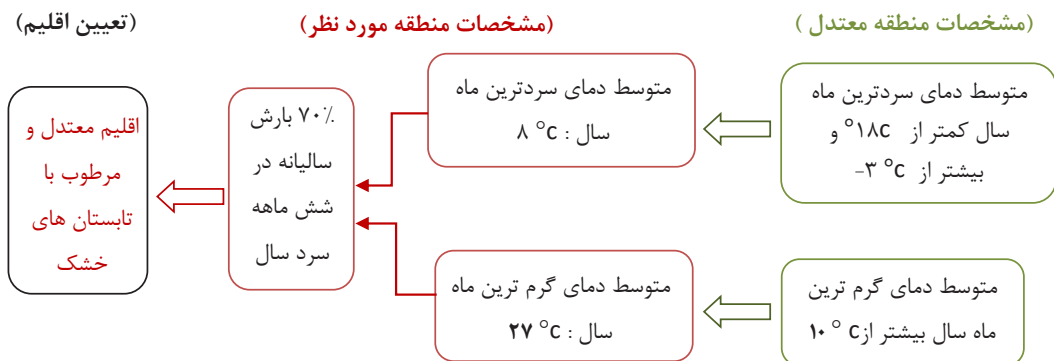 (مشخصات منطقه معتدل )
(مشخصات منطقه مورد نظر)
(تعیین اقلیم)
متوسط دمای سردترین ماه
سال کمتر از ۱۸c° و
بیشتر از ۳ °c-
متوسط دمای سردترین ماه
سال : ۸ °c
۷۰٪ بارش
سالیانه در
شش ماهه
سرد سال
اقلیم معتدل و
مرطوب با
تابستان های
خشک
متوسط دمای گرم ترین
ماه سال بیشتر از۱۰ ° c
متوسط دمای گرم ترین ماه
سال : ۲۷ °c